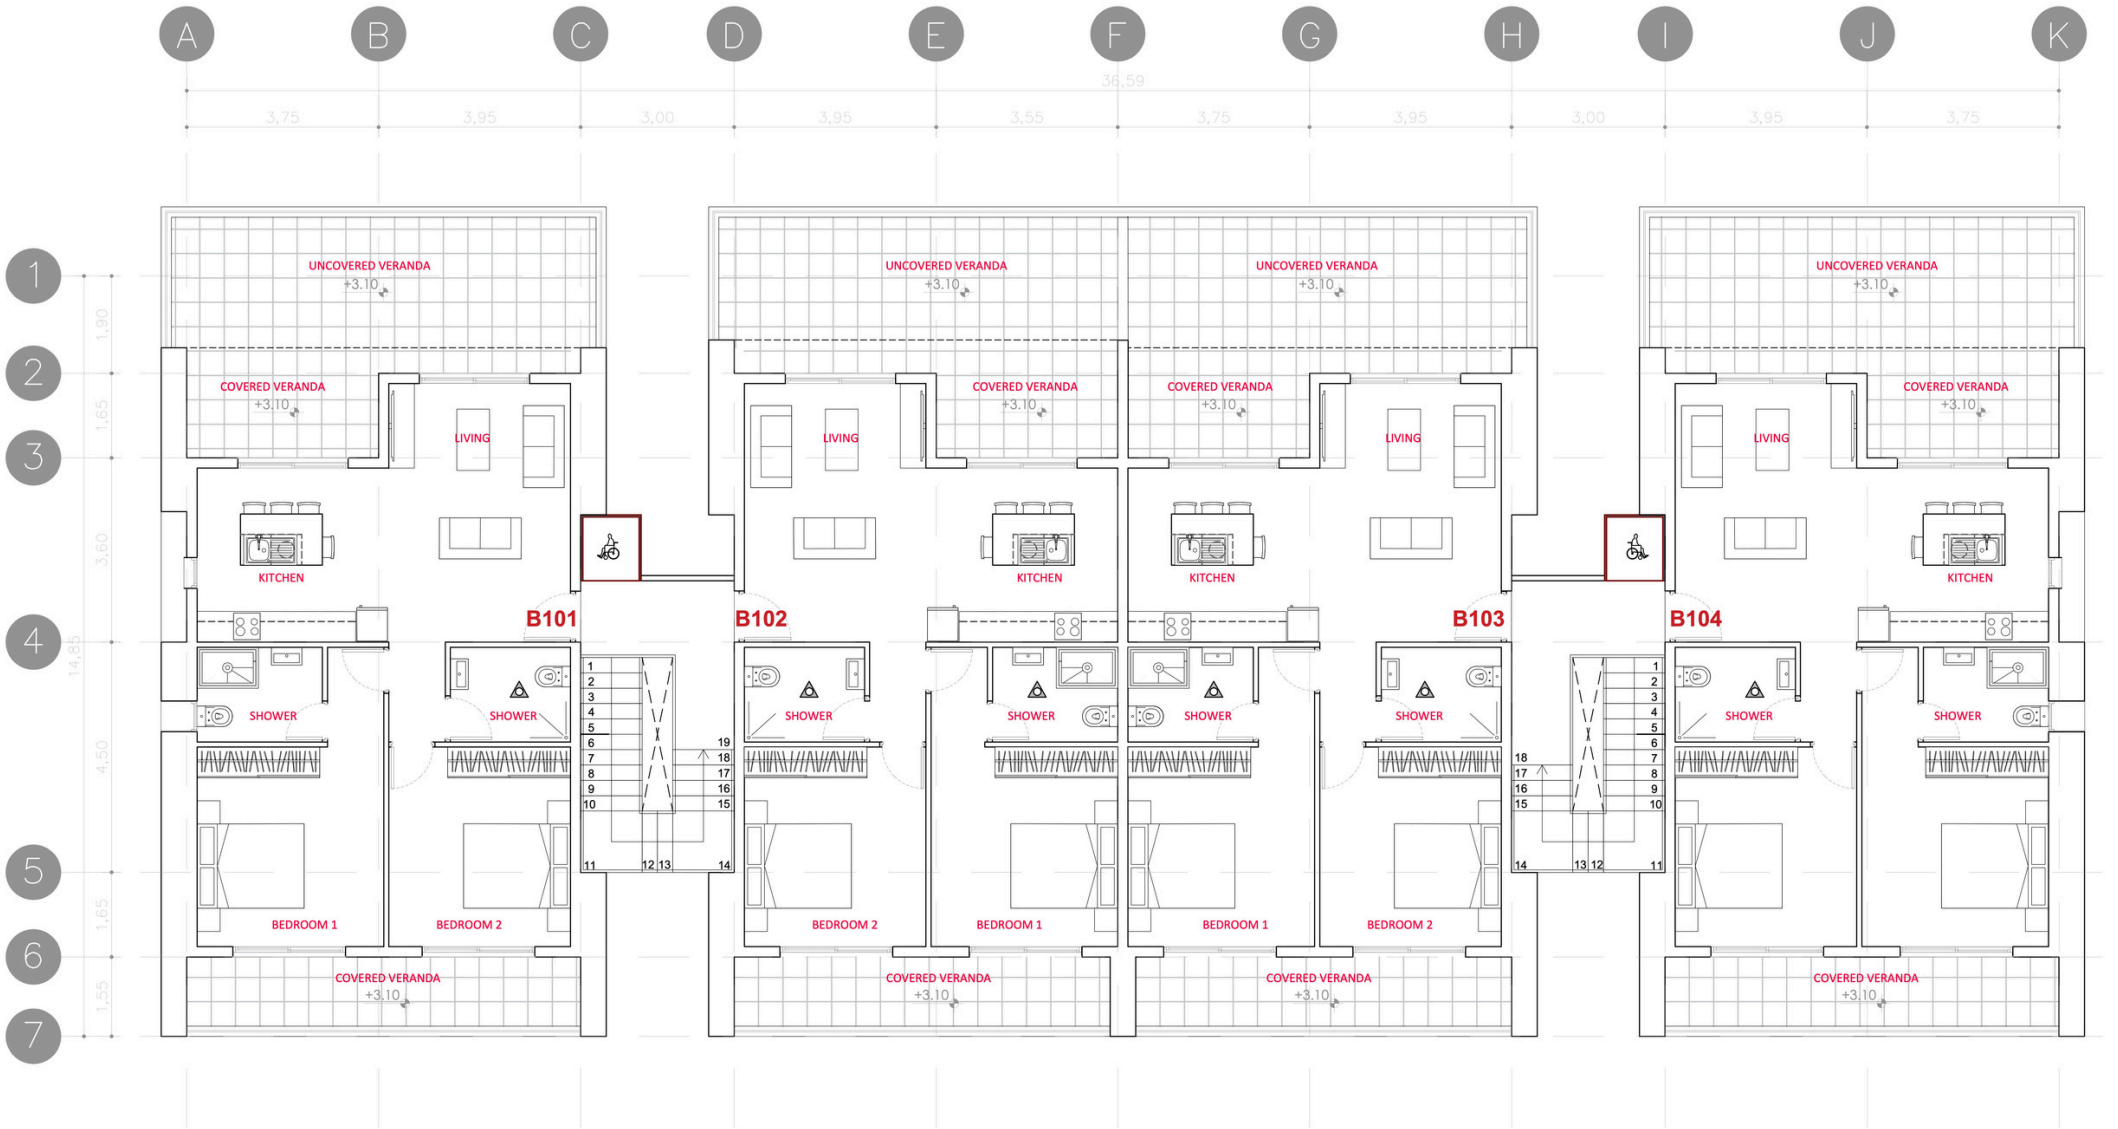 A B C D E F G H I J K
36,59
3,75 3,95 3,00 3,95 3,55 3,75 3,95 3,00 3,95 3,75
1
UNCOVERED VERANDA UNCOVERED VERANDA UNCOVERED VERANDA UNCOVERED VERANDA
+3.10 +3.10 +3.10 +3.10
1,90
2
COVERED VERANDA COVERED VERANDA COVERED VERANDA COVERED VERANDA
+3.10 +3.10 +3.10 +3.10
1,65
LIVING LIVING LIVING LIVING
3
3,60
KITCHEN KITCHEN KITCHEN KITCHEN
B101 B102 B103 B104
4
14,85
SHOWER SHOWER SHOWER SHOWER SHOWER SHOWER SHOWER SHOWER
4,50
1
2
3
4
5
6
7
8
9
10
11 12 13 14
19
18
17
16
15
18
17
16
15
14 13 12 11
1
2
3
4
5
6
7
8
9
10
5
BEDROOM 1 BEDROOM 2 BEDROOM 2 BEDROOM 1 BEDROOM 1 BEDROOM 2
1,65
6
COVERED VERANDA COVERED VERANDA COVERED VERANDA COVERED VERANDA
+3.10 +3.10 +3.10 +3.10
1,55
7